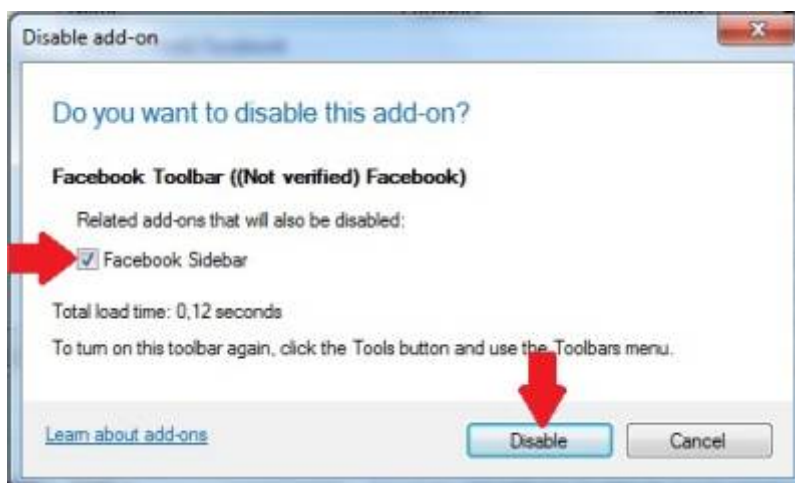 Disable add-on
Do you want to disable this add-on?
Facebook Toolbar ((Not verified) Facebook)
Related add-ons that will also be disabled:
Facebook Sidebar
Total load time: 0,12 seconds
To turn on this toolbar again, click the Tools button and use the Toolbars menu.
Learn about add-ons
Disable
Cancel